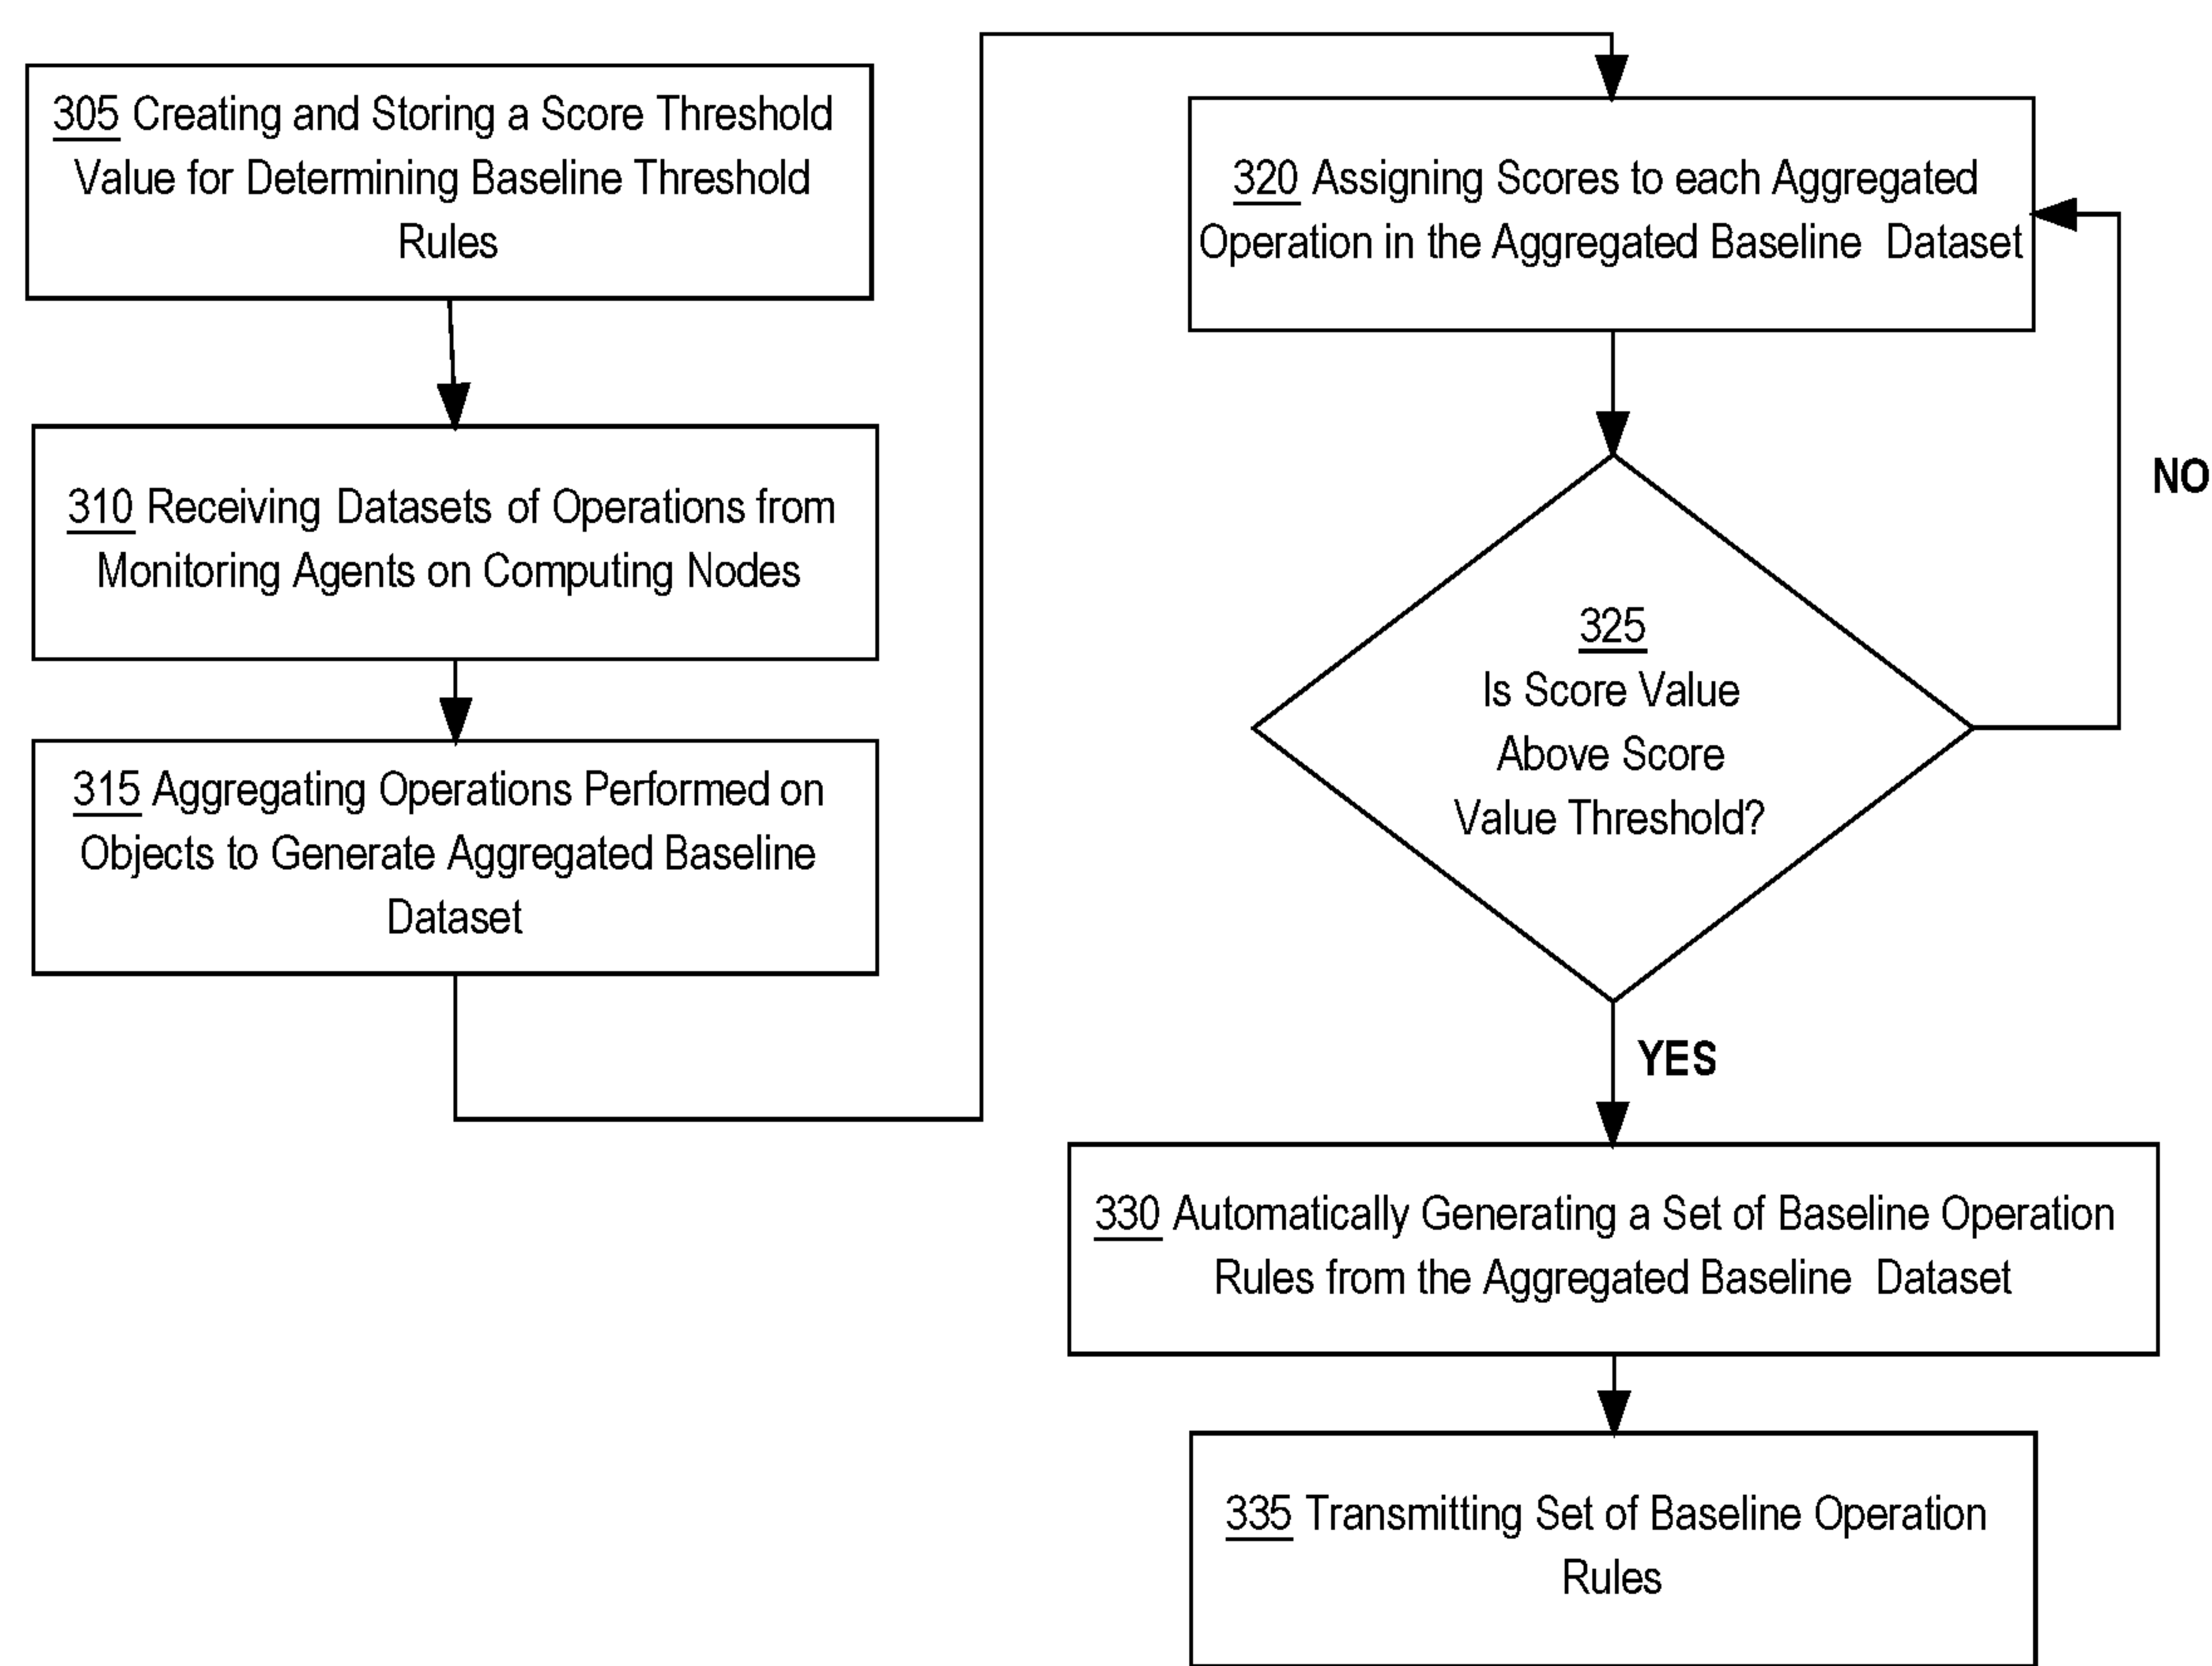 305 Creating and Storing a Score Threshold
Value for Determining Baseline Threshold
Rules
310 Receiving Datasets of Operations from
Monitoring Agents on Computing Nodes
315 Aggregating Operations Performed on
Objects to Generate Aggregated Baseline
Dataset
320 Assigning Scores to each Aggregated
Operation in the Aggregated Baseline Dataset
NO
325
Is Score Value
Above Score
Value Threshold?
YES
330 Automatically Generating a Set of Baseline Operation
Rules from the Aggregated Baseline Dataset
335 Transmitting Set of Baseline Operation
Rules